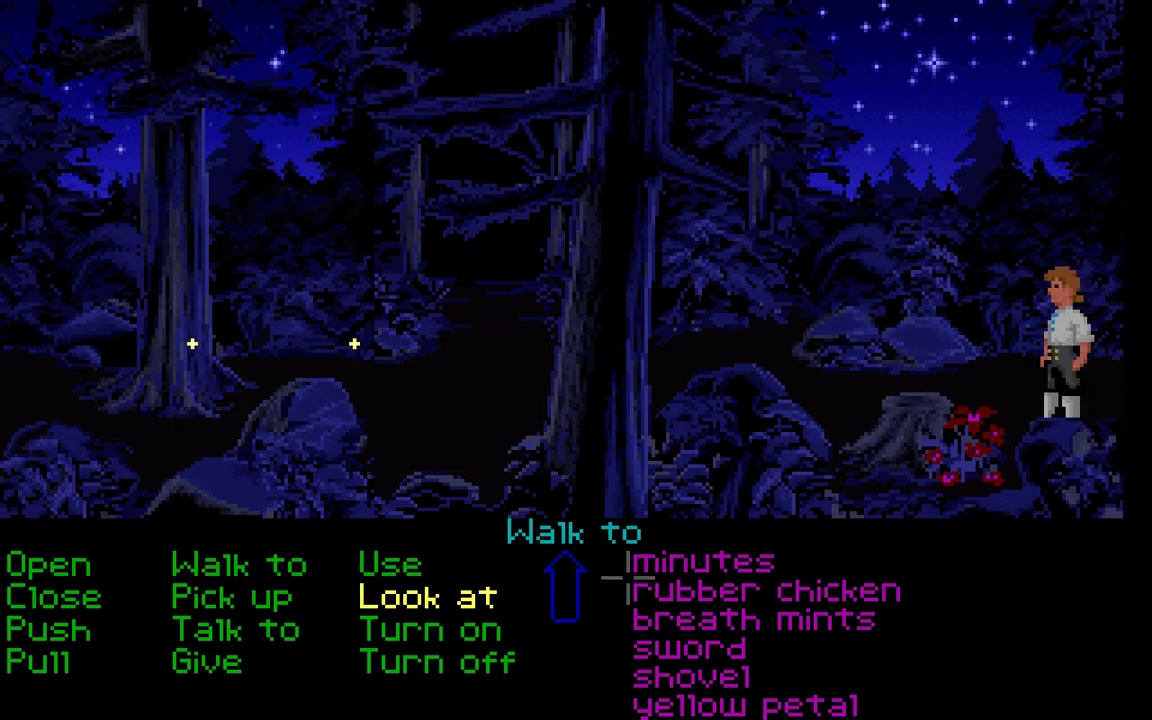 Walk to
Open Walk to Use
Close Pick up Look at
Push Talk to Turn on
Pull Give Turn off
minutes
rubber chicken
breath mints
sword
shovel
yellow petal